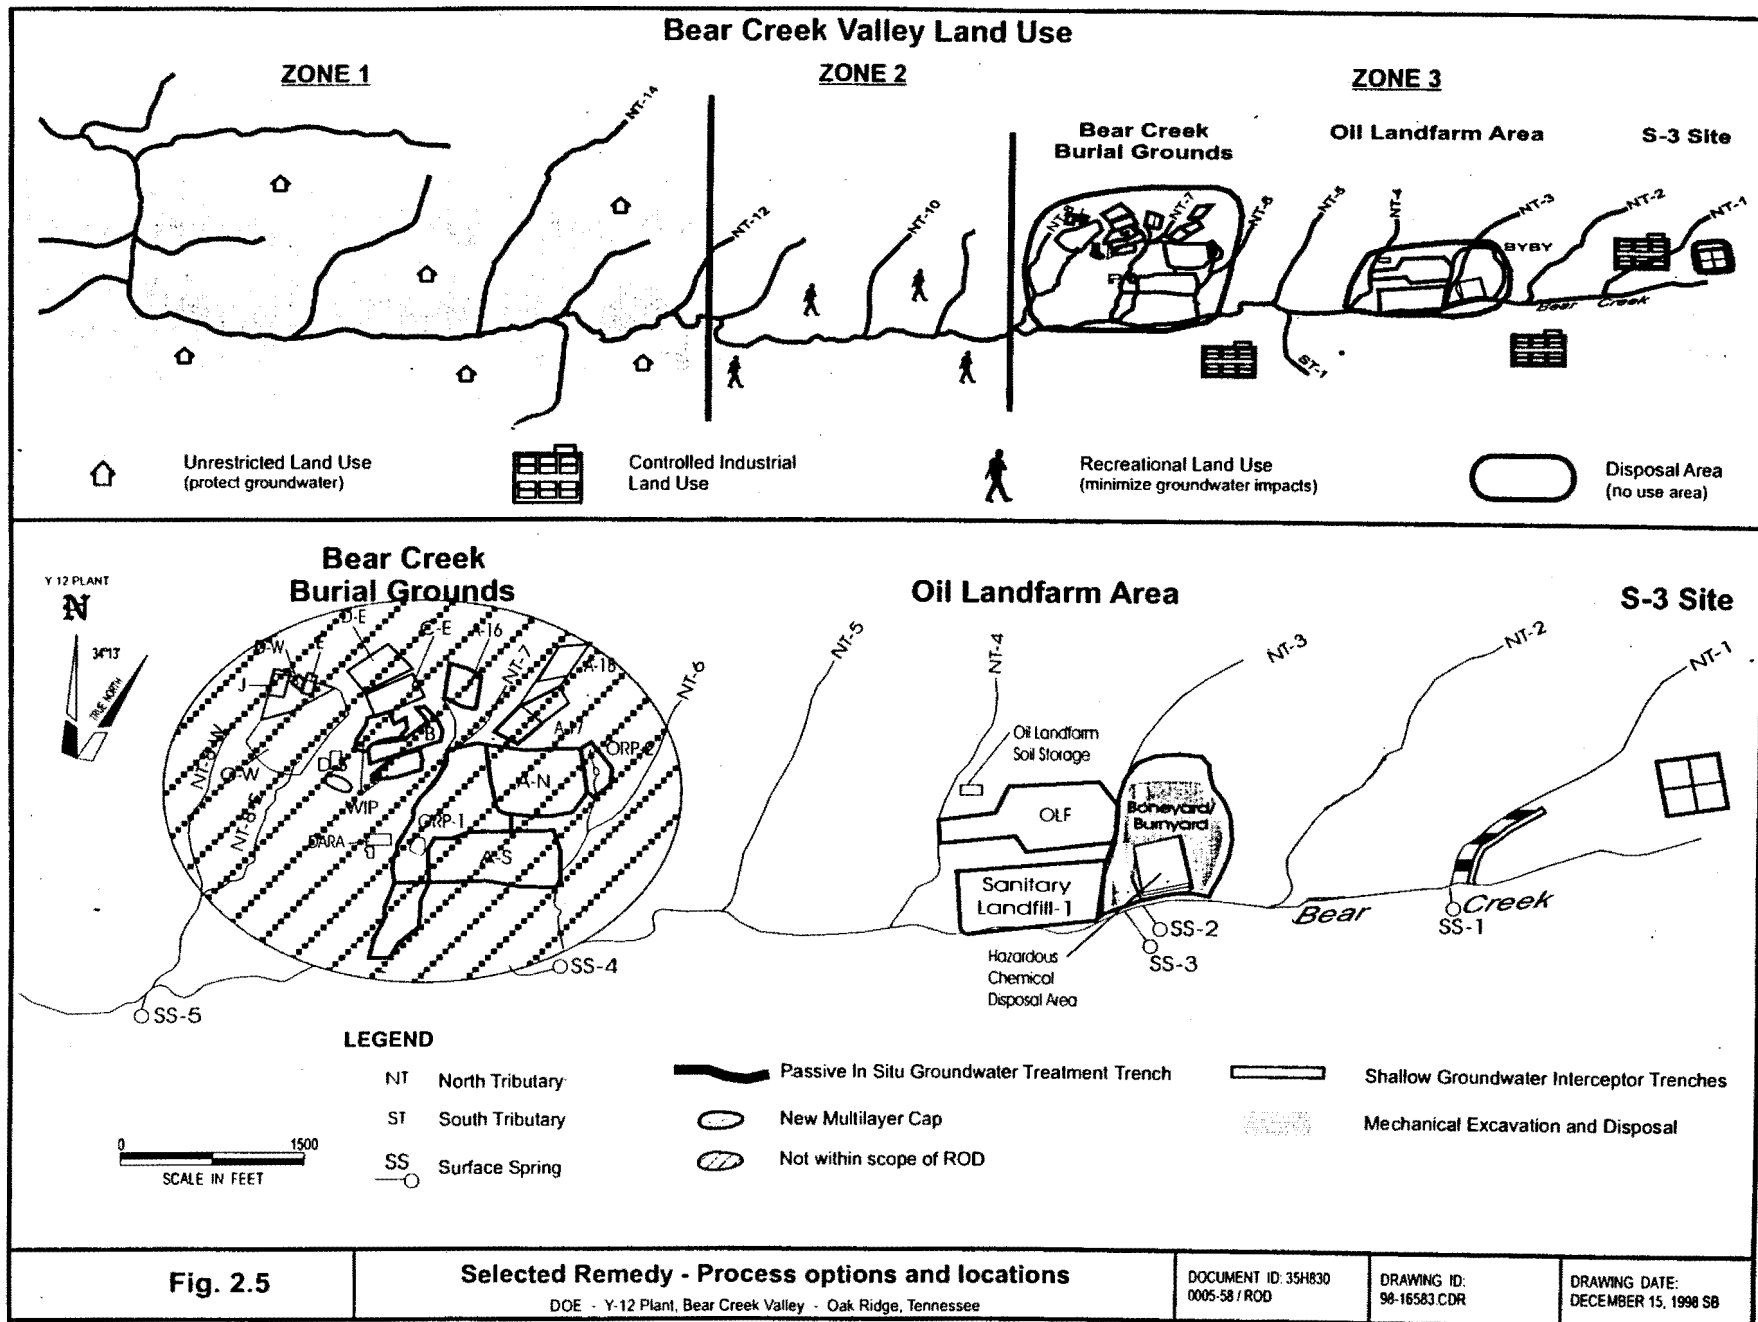 Bear Creek Valley Land Use
ZONE 1
ZONE 2
ZONE 3
NT-14
NT-12
NT-10
Bear Creek
Burial Grounds
Oil Landfarm Area
S-3 Site
NT-8
NT-7
NT-6
NT-5
NT-4
NT-3
NT-2
NT-1
BYBY
Bear Creek
ST-1
Unrestricted Land Use
(protect groundwater)
Controlled Industrial
Land Use
Recreational Land Use
(minimize groundwater impacts)
Disposal Area
(no use area)
Bear Creek
Burial Grounds
Oil Landfarm Area
S-3 Site
Y 12 PLANT
N
34°13'
TRUE NORTH
D-E
C-E
A-16
D-W
E
J
NT-7
A-18
NT-6
NT-5
NT-4
NT-3
NT-2
NT-1
B
A-17
ORP-2
NT-8-W
C-W
NT-8-E
WIP
A-N
ORP-1
DARA
A-S
Oil Landfarm
Soil Storage
OLF
Boneyard/
Burnyard
Sanitary
Landfill-1
Hazardous
Chemical
Disposal Area
SS-2
SS-3
Bear Creek
SS-1
SS-4
SS-5
LEGEND
NT North Tributary
ST South Tributary
SS Surface Spring
Passive In Situ Groundwater Treatment Trench
New Multilayer Cap
Not within scope of ROD
Shallow Groundwater Interceptor Trenches
Mechanical Excavation and Disposal
0 1500
SCALE IN FEET
Fig. 2.5
Selected Remedy - Process options and locations
DOE - Y-12 Plant, Bear Creek Valley - Oak Ridge, Tennessee
DOCUMENT ID: 35H830
0005-58 / ROD
DRAWING ID:
98-16583.CDR
DRAWING DATE:
DECEMBER 15, 1998 SB